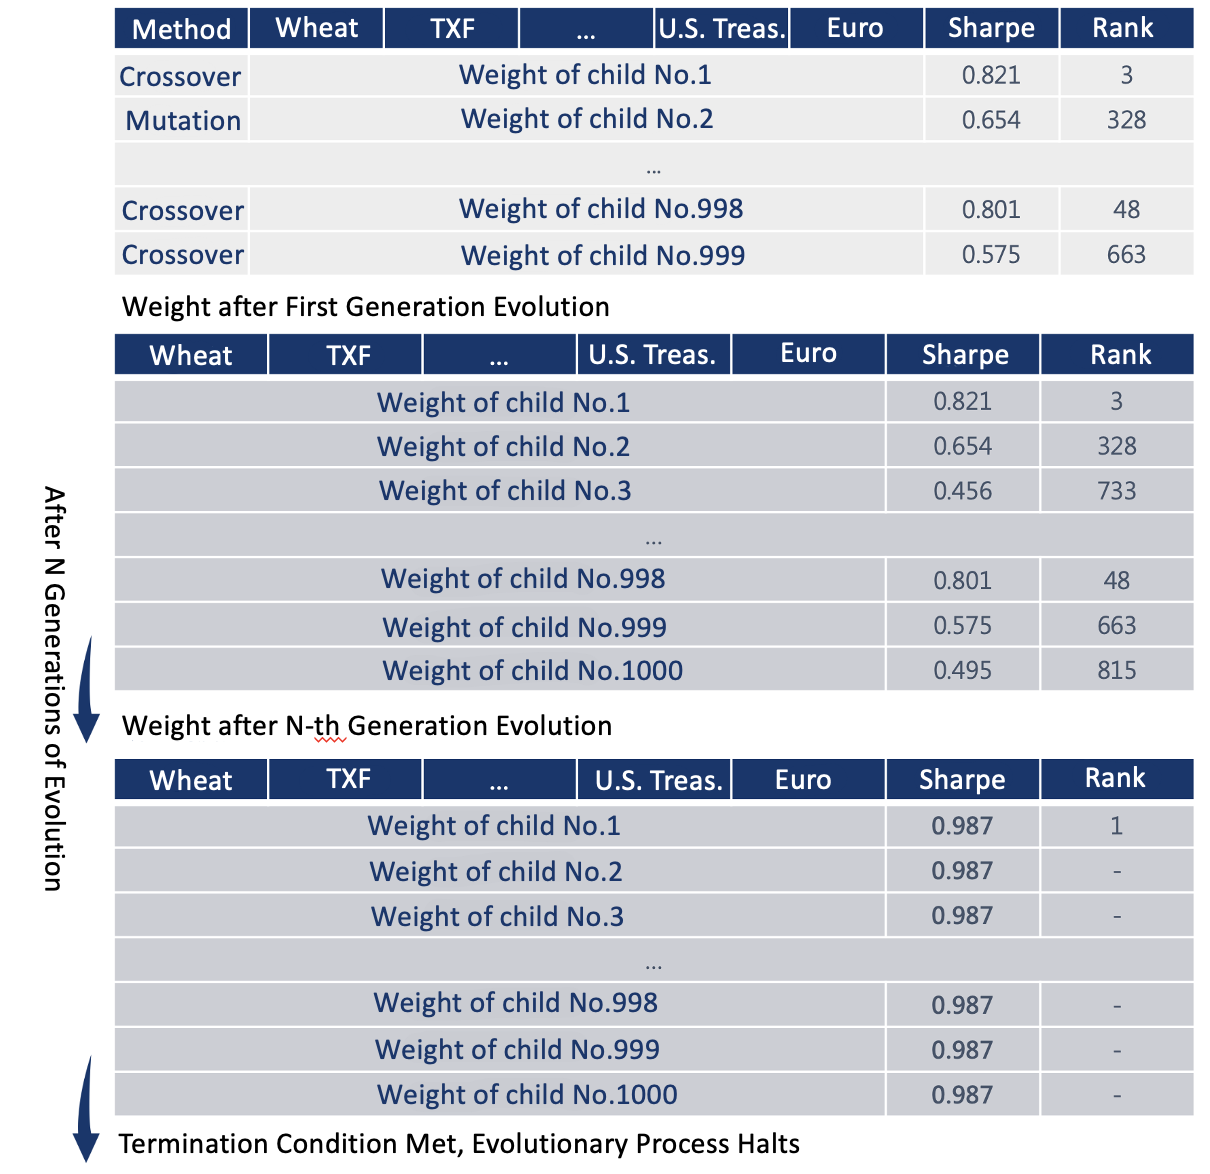 Method Wheat TXF ... U.S. Treas. Euro Sharpe Rank
Crossover Weight of child No.1 0.821 3
Mutation Weight of child No.2 0.654 328
...
Crossover Weight of child No.998 0.801 48
Crossover Weight of child No.999 0.575 663
Weight after First Generation Evolution
Wheat TXF ... U.S. Treas. Euro Sharpe Rank
Weight of child No.1 0.821 3
Weight of child No.2 0.654 328
Weight of child No.3 0.456 733
...
Weight of child No.998 0.801 48
Weight of child No.999 0.575 663
Weight of child No.1000 0.495 815
After N Generations of Evolution
Weight after N-th Generation Evolution
Wheat TXF ... U.S. Treas. Euro Sharpe Rank
Weight of child No.1 0.987 1
Weight of child No.2 0.987 -
Weight of child No.3 0.987 -
...
Weight of child No.998 0.987 -
Weight of child No.999 0.987 -
Weight of child No.1000 0.987 -
Termination Condition Met, Evolutionary Process Halts